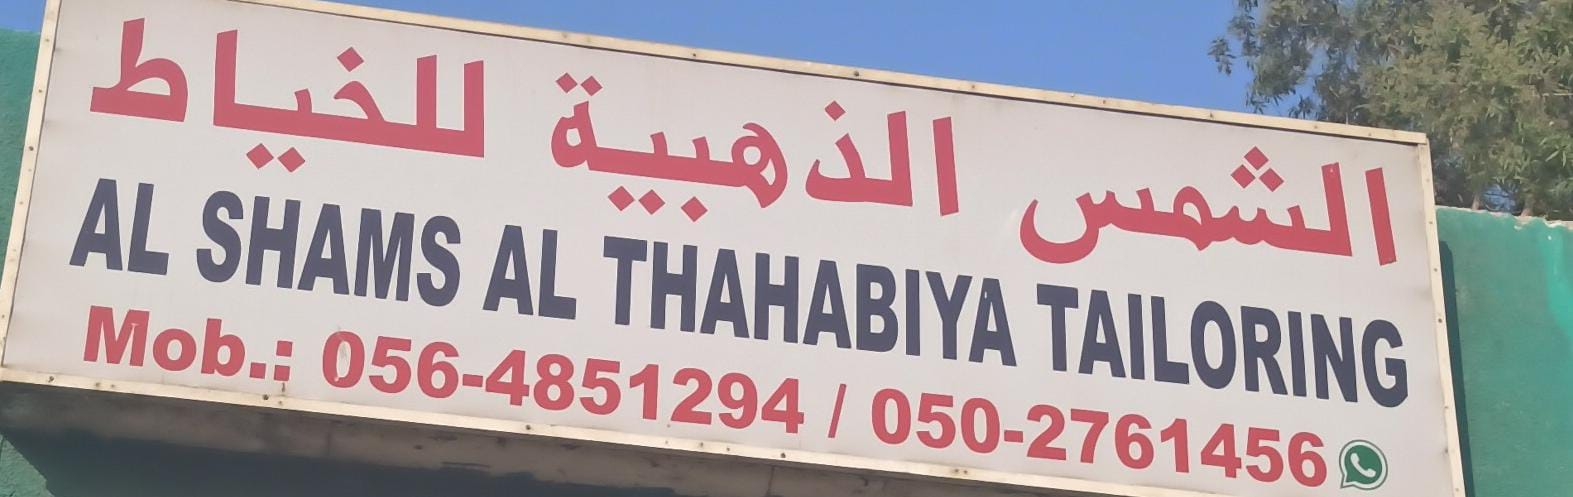 الشمس الذهبية للخياط
AL SHAMS AL THAHABIYA TAILORING
Mob.: 056-4851294 / 050-2761456